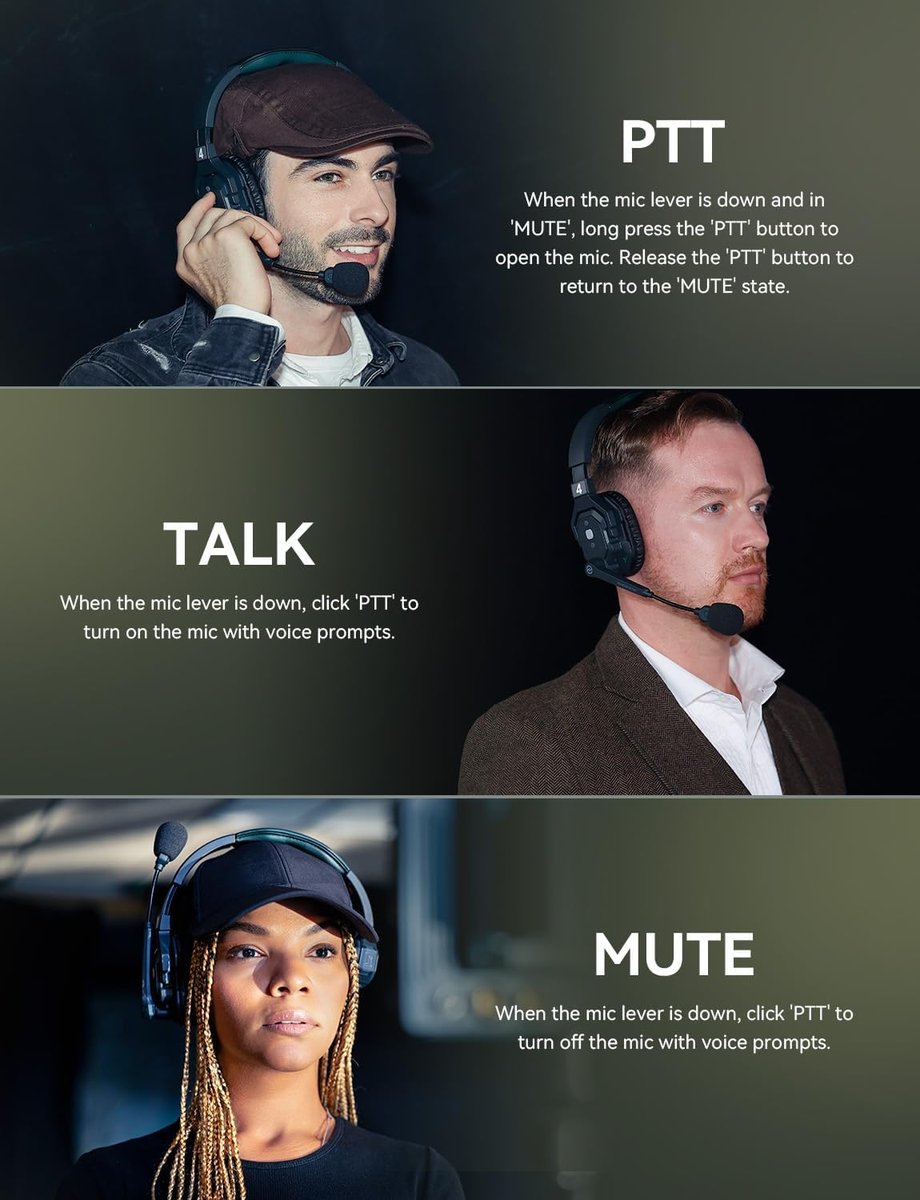 4
PTT
When the mic lever is down and in
'MUTE', long press the 'PTT' button to
open the mic. Release the 'PTT' button to
return to the 'MUTE' state.
4
TALK
When the mic lever is down, click 'PTT' to
turn on the mic with voice prompts.
MUTE
When the mic lever is down, click 'PTT' to
turn off the mic with voice prompts.